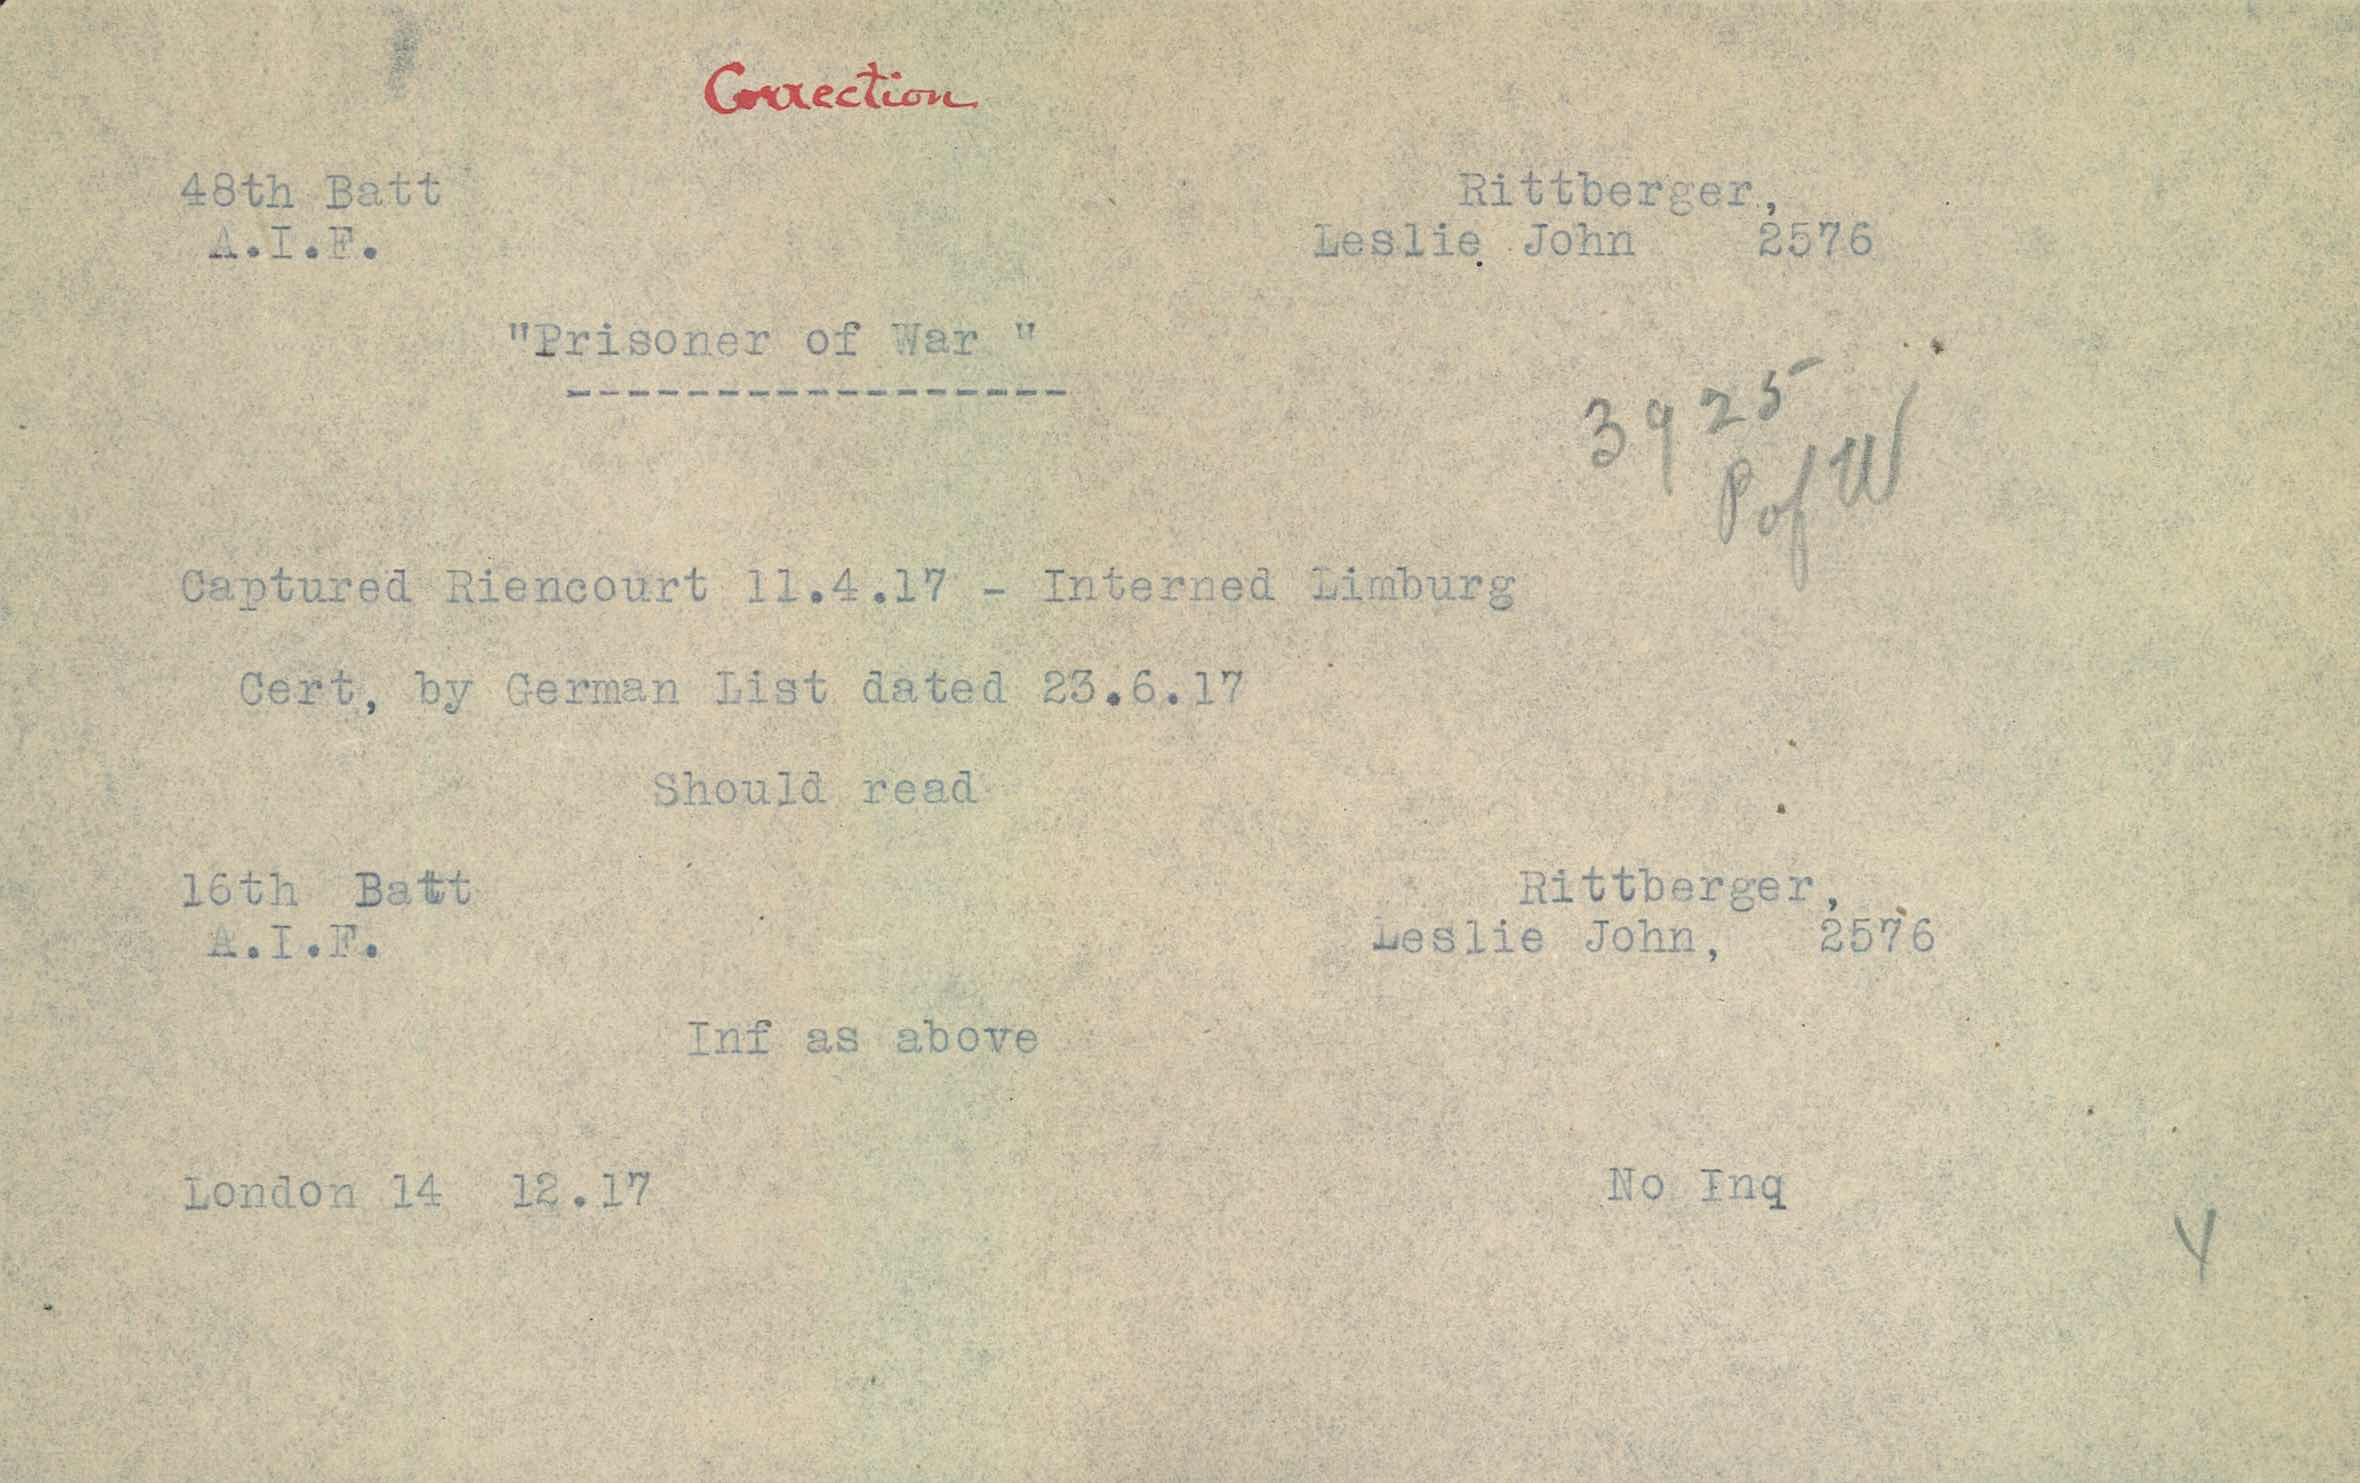 Correction
48th Batt Rittberger,
A.I.F. Leslie John 2576
"Prisoner of War "
-----------------
3925
P of W
Captured Riencourt 11.4.17 - Interned Limburg
Cert, by German List dated 23.6.17
Should read
16th Batt Rittberger,
A.I.F. Leslie John, 2576
Inf as above
London 14 12.17 No Inq